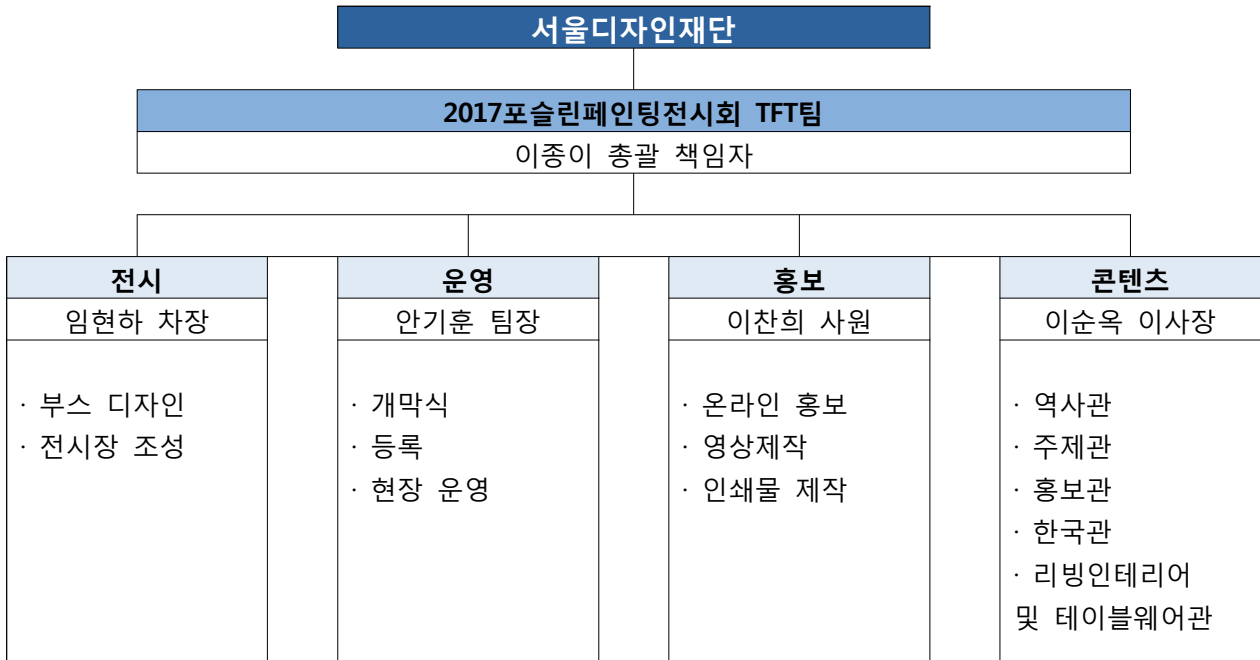 서울디자인재단
2017포슬린페인팅전시회 TFT팀
이종이 총괄 책임자
전시
임현하 차장
· 부스 디자인
· 전시장 조성
운영
안기훈 팀장
· 개막식
· 등록
· 현장 운영
홍보
이찬희 사원
· 온라인 홍보
· 영상제작
· 인쇄물 제작
콘텐츠
이순옥 이사장
· 역사관
· 주제관
· 홍보관
· 한국관
· 리빙인테리어
및 테이블웨어관